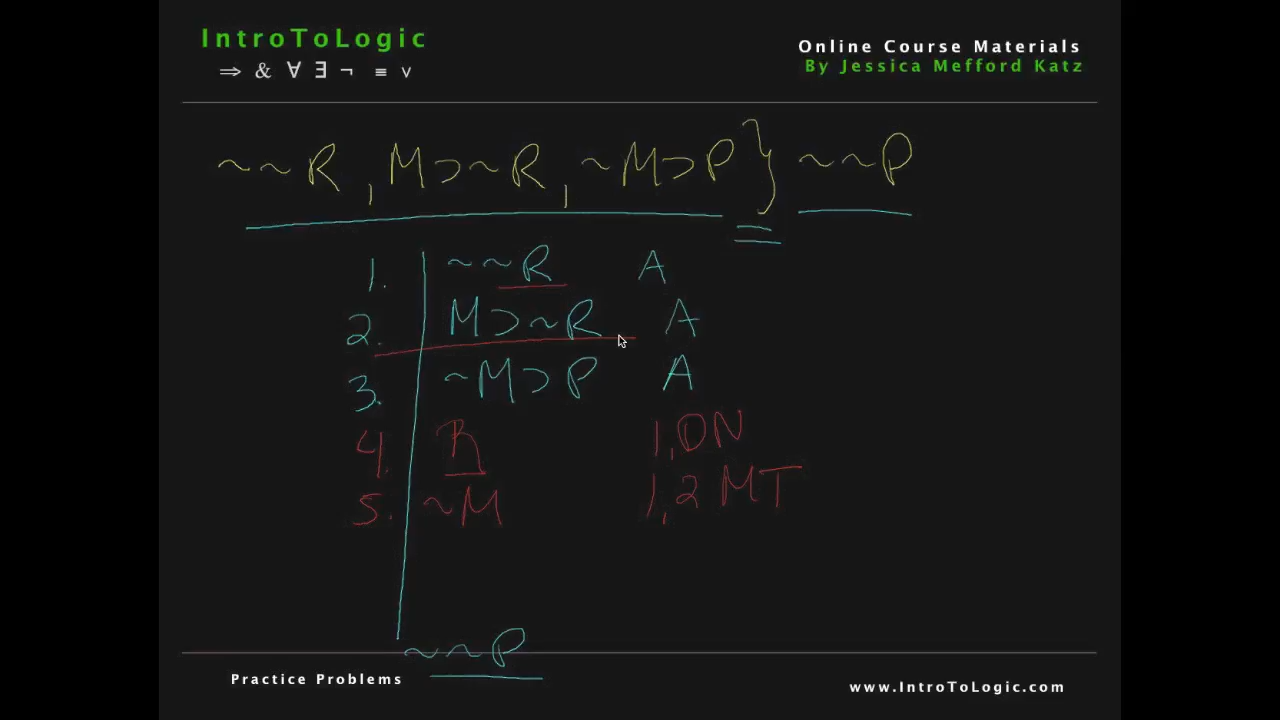 IntroToLogic
⇒ & ∀ ∃ ¬ ≡ ∨
Online Course Materials
By Jessica Mefford Katz
~~R, M⊃~R, ~M⊃P} ~~P
1. ~~R A
2. M⊃~R A
3. ~M⊃P A
4. R 1, DN
5. ~M 1,2 MT
~~P
Practice Problems
www.IntroToLogic.com